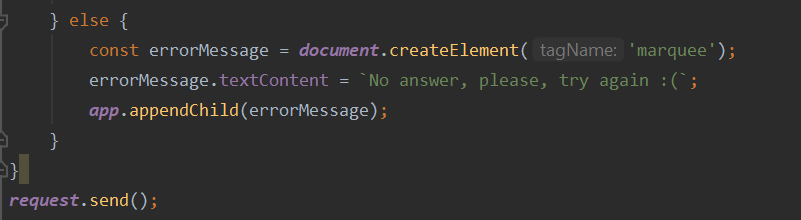 } else {
const errorMessage = document.createElement( tagName: 'marquee');
errorMessage.textContent = `No answer, please, try again :(`;
app.appendChild(errorMessage);
}
}
request.send();